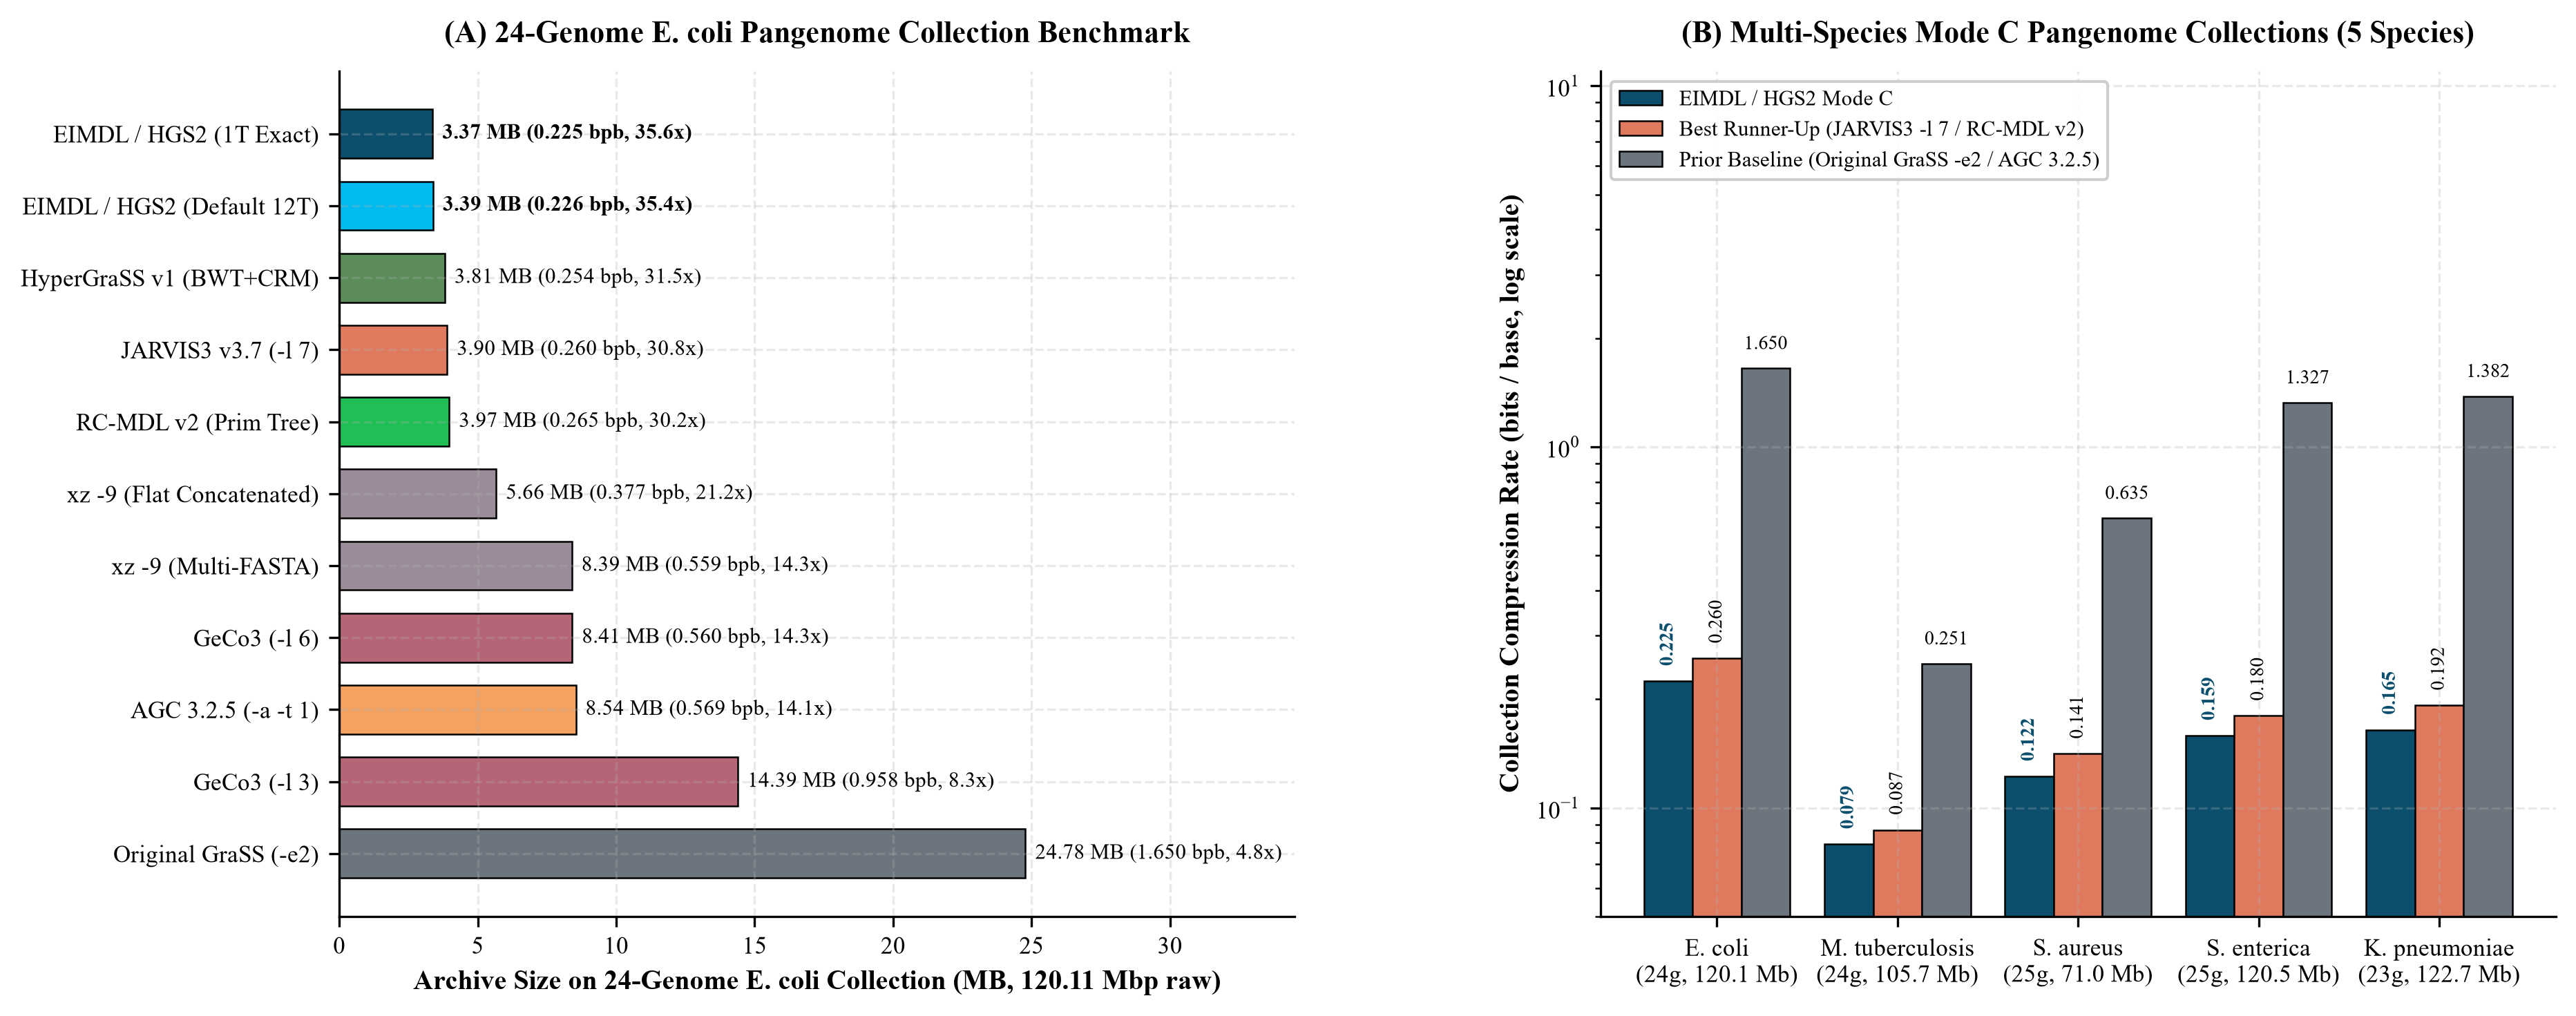 (A) 24-Genome E. coli Pangenome Collection Benchmark
EIMDL / HGS2 (1T Exact)
3.37 MB (0.225 bpb, 35.6x)
EIMDL / HGS2 (Default 12T)
3.39 MB (0.226 bpb, 35.4x)
HyperGraSS v1 (BWT+CRM)
3.81 MB (0.254 bpb, 31.5x)
JARVIS3 v3.7 (-l 7)
3.90 MB (0.260 bpb, 30.8x)
RC-MDL v2 (Prim Tree)
3.97 MB (0.265 bpb, 30.2x)
xz -9 (Flat Concatenated)
5.66 MB (0.377 bpb, 21.2x)
xz -9 (Multi-FASTA)
8.39 MB (0.559 bpb, 14.3x)
GeCo3 (-l 6)
8.41 MB (0.560 bpb, 14.3x)
AGC 3.2.5 (-a -t 1)
8.54 MB (0.569 bpb, 14.1x)
GeCo3 (-l 3)
14.39 MB (0.958 bpb, 8.3x)
Original GraSS (-e2)
24.78 MB (1.650 bpb, 4.8x)
0 5 10 15 20 25 30
Archive Size on 24-Genome E. coli Collection (MB, 120.11 Mbp raw)
(B) Multi-Species Mode C Pangenome Collections (5 Species)
EIMDL / HGS2 Mode C
Best Runner-Up (JARVIS3 -l 7 / RC-MDL v2)
Prior Baseline (Original GraSS -e2 / AGC 3.2.5)
Collection Compression Rate (bits / base, log scale)
10¹
10⁰
10⁻¹
0.225 0.260 1.650
0.079 0.087 0.251
0.122 0.141 0.635
0.159 0.180 1.327
0.165 0.192 1.382
E. coli M. tuberculosis S. aureus S. enterica K. pneumoniae
(24g, 120.1 Mb) (24g, 105.7 Mb) (25g, 71.0 Mb) (25g, 120.5 Mb) (23g, 122.7 Mb)